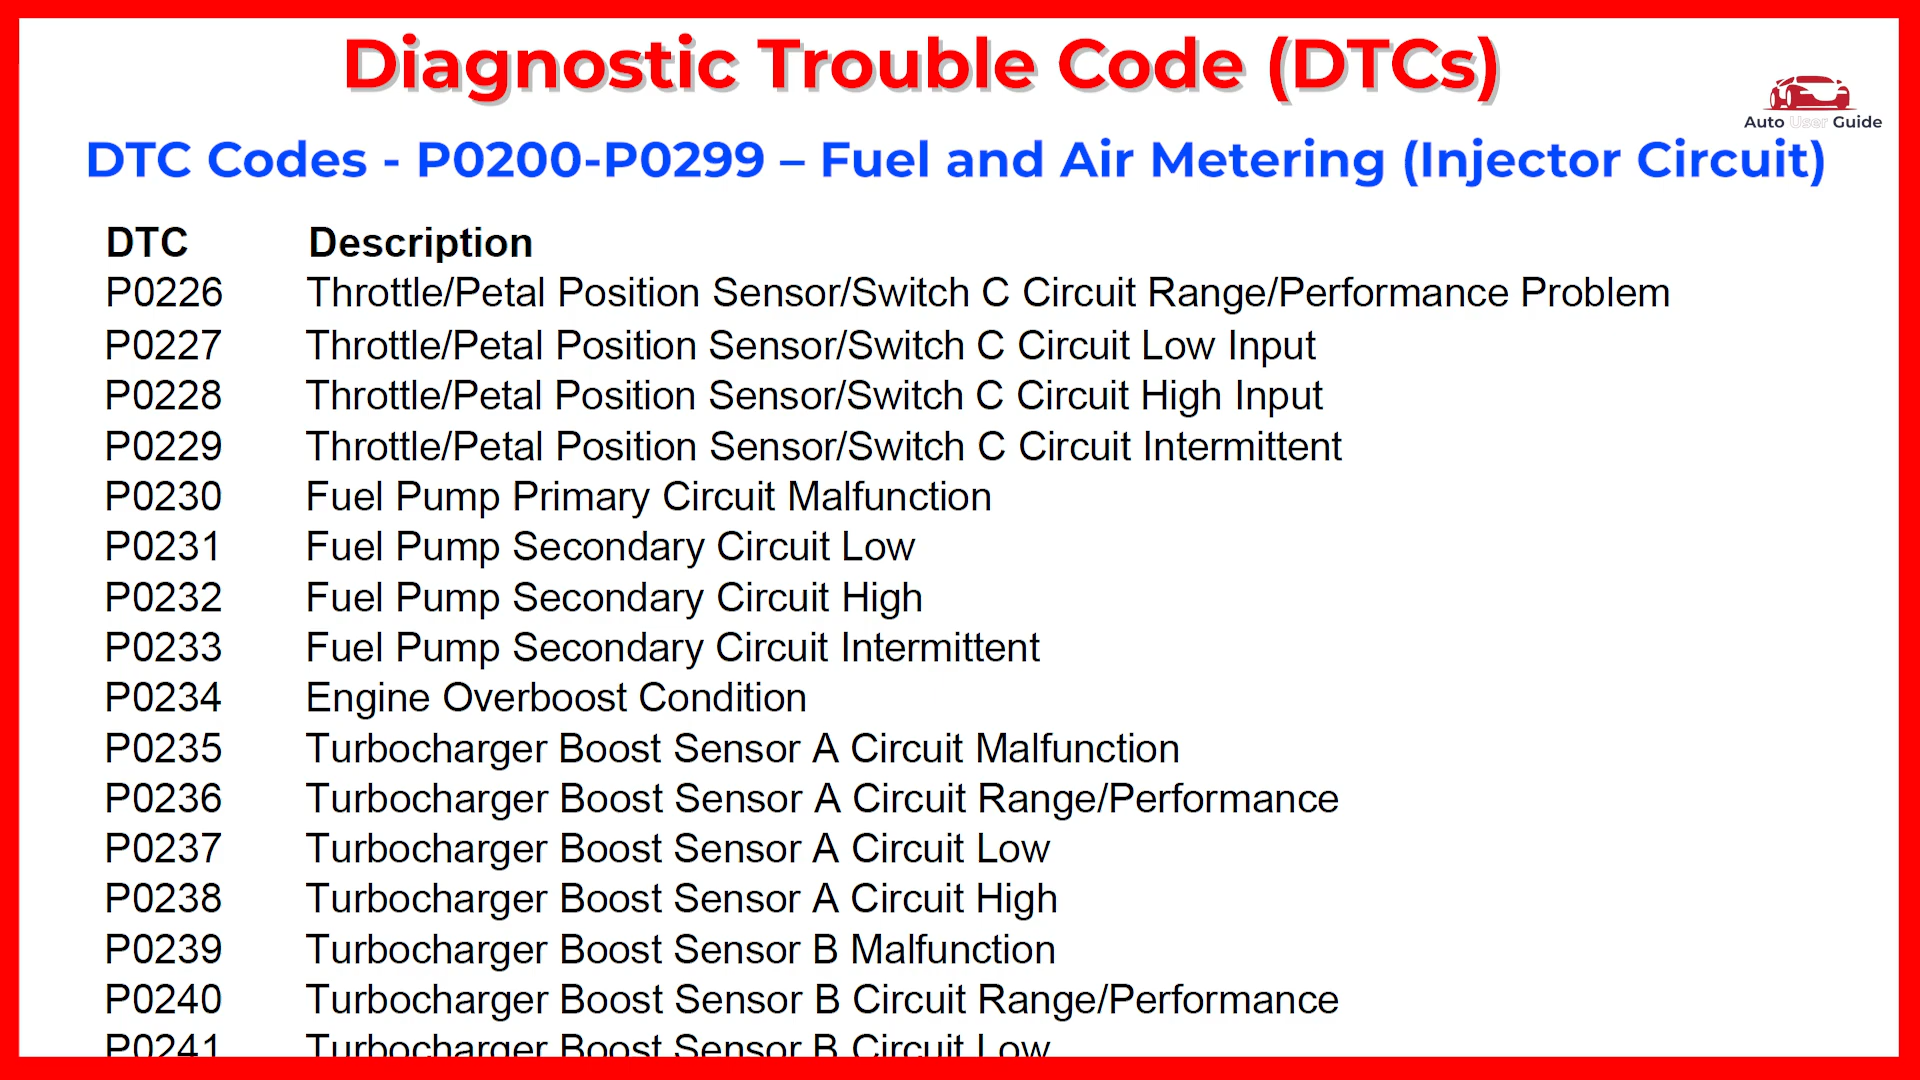 Diagnostic Trouble Code (DTCs)
Auto User Guide
DTC Codes - P0200-P0299 – Fuel and Air Metering (Injector Circuit)
DTC Description
P0226 Throttle/Petal Position Sensor/Switch C Circuit Range/Performance Problem
P0227 Throttle/Petal Position Sensor/Switch C Circuit Low Input
P0228 Throttle/Petal Position Sensor/Switch C Circuit High Input
P0229 Throttle/Petal Position Sensor/Switch C Circuit Intermittent
P0230 Fuel Pump Primary Circuit Malfunction
P0231 Fuel Pump Secondary Circuit Low
P0232 Fuel Pump Secondary Circuit High
P0233 Fuel Pump Secondary Circuit Intermittent
P0234 Engine Overboost Condition
P0235 Turbocharger Boost Sensor A Circuit Malfunction
P0236 Turbocharger Boost Sensor A Circuit Range/Performance
P0237 Turbocharger Boost Sensor A Circuit Low
P0238 Turbocharger Boost Sensor A Circuit High
P0239 Turbocharger Boost Sensor B Malfunction
P0240 Turbocharger Boost Sensor B Circuit Range/Performance
P0241 Turbocharger Boost Sensor B Circuit Low